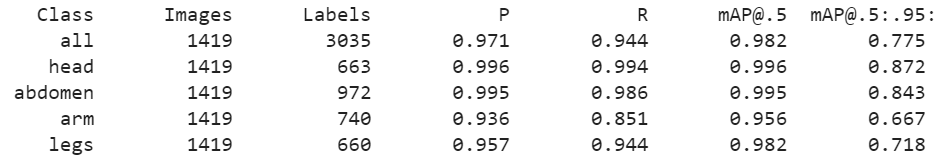 Class Images Labels P R mAP@.5 mAP@.5:.95:
all 1419 3035 0.971 0.944 0.982 0.775
head 1419 663 0.996 0.994 0.996 0.872
abdomen 1419 972 0.995 0.986 0.995 0.843
arm 1419 740 0.936 0.851 0.956 0.667
legs 1419 660 0.957 0.944 0.982 0.718